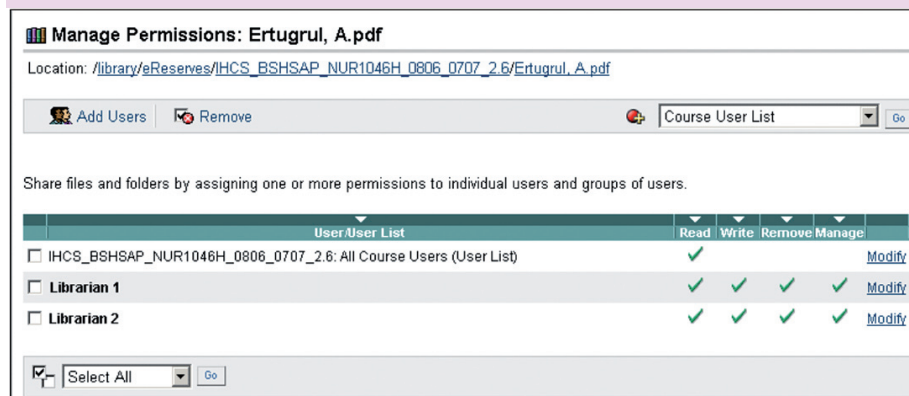 Manage Permissions: Ertugrul, A.pdf
Location: /library/eReserves/IHCS_BSHSAP_NUR1046H_0806_0707_2.6/Ertugrul, A.pdf
Add Users Remove Course User List Go
Share files and folders by assigning one or more permissions to individual users and groups of users.
User/User List Read Write Remove Manage
IHCS_BSHSAP_NUR1046H_0806_0707_2.6: All Course Users (User List) Modify
Librarian 1 Modify
Librarian 2 Modify
Select All Go